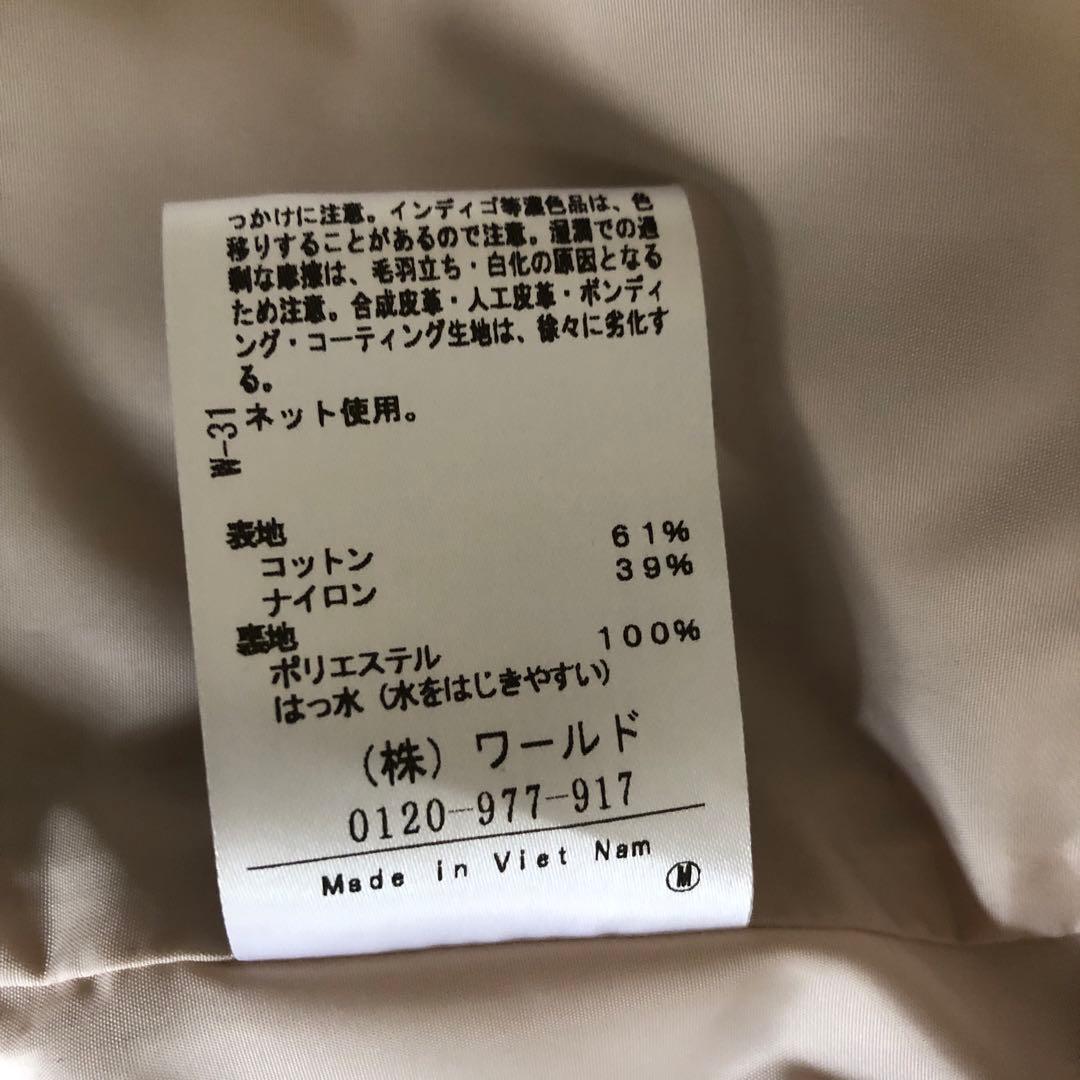 っかけに注意。インディゴ等濃色品は、色
移りすることがあるので注意。湿潤での過
剰な摩擦は、毛羽立ち・白化の原因となる
ため注意。合成皮革・人工皮革・ボンディ
ング・コーティング生地は、徐々に劣化す
る。
ネット使用。
W-31
表地
コットン 61%
ナイロン 39%
裏地
ポリエステル 100%
はっ水(水をはじきやすい)
(株)ワールド
0120-977-917
Made in Viet Nam
M